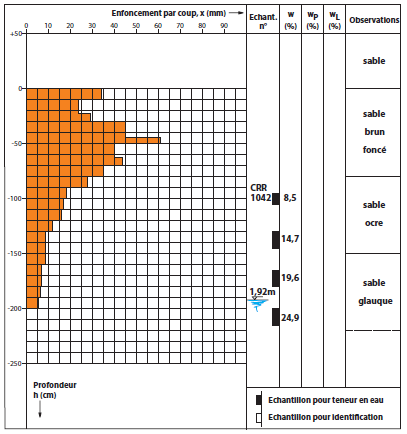 Enfoncement par coup, x (mm)
0 10 20 30 40 50 60 70 80 90
Echant. n°
w (%)
wP (%)
wL (%)
Observations
+50
0
-50
-100
-150
-200
-250
CRR
1042
8,5
14,7
19,6
1,92m
24,9
sable
sable
brun
foncé
sable
ocre
sable
glauque
Profondeur
h (cm)
Echantillon pour teneur en eau
Echantillon pour identification